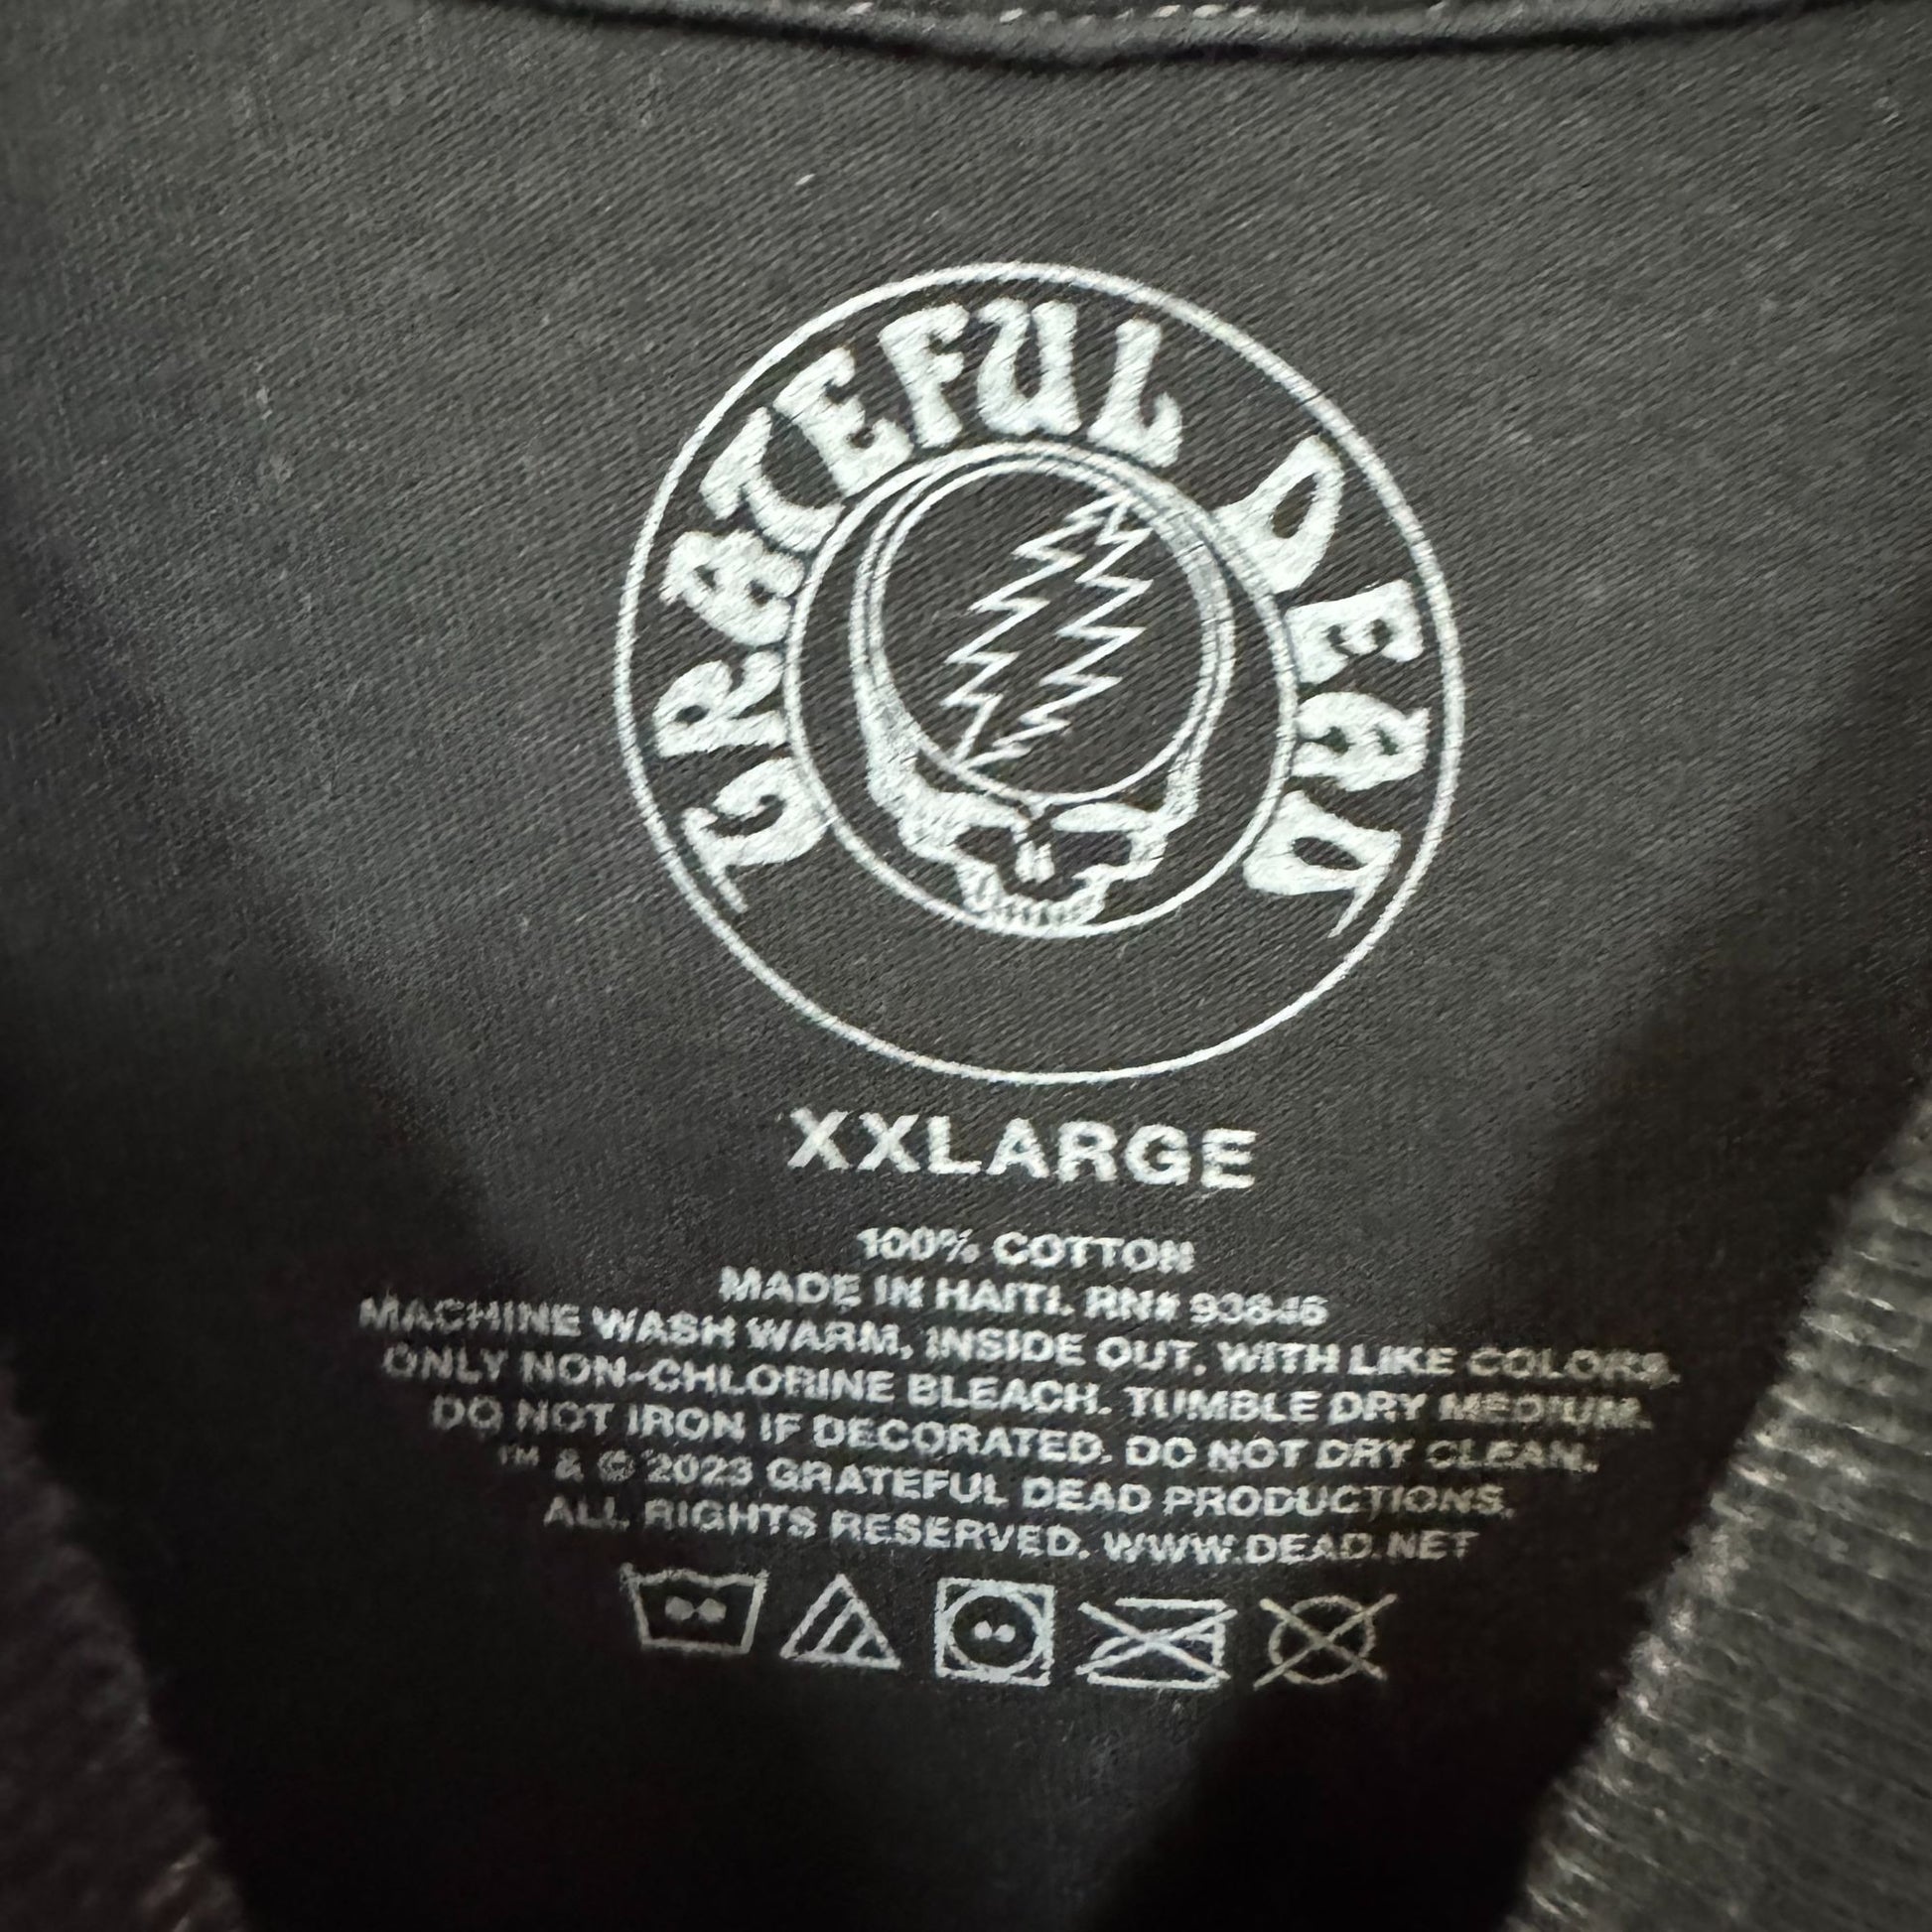 GRATEFUL DEAD
XXLARGE
100% COTTON
MADE IN HAITI. RN# 93846
MACHINE WASH WARM, INSIDE OUT, WITH LIKE COLORS.
ONLY NON-CHLORINE BLEACH. TUMBLE DRY MEDIUM.
DO NOT IRON IF DECORATED. DO NOT DRY CLEAN.
™ & © 2023 GRATEFUL DEAD PRODUCTIONS.
ALL RIGHTS RESERVED. WWW.DEAD.NET